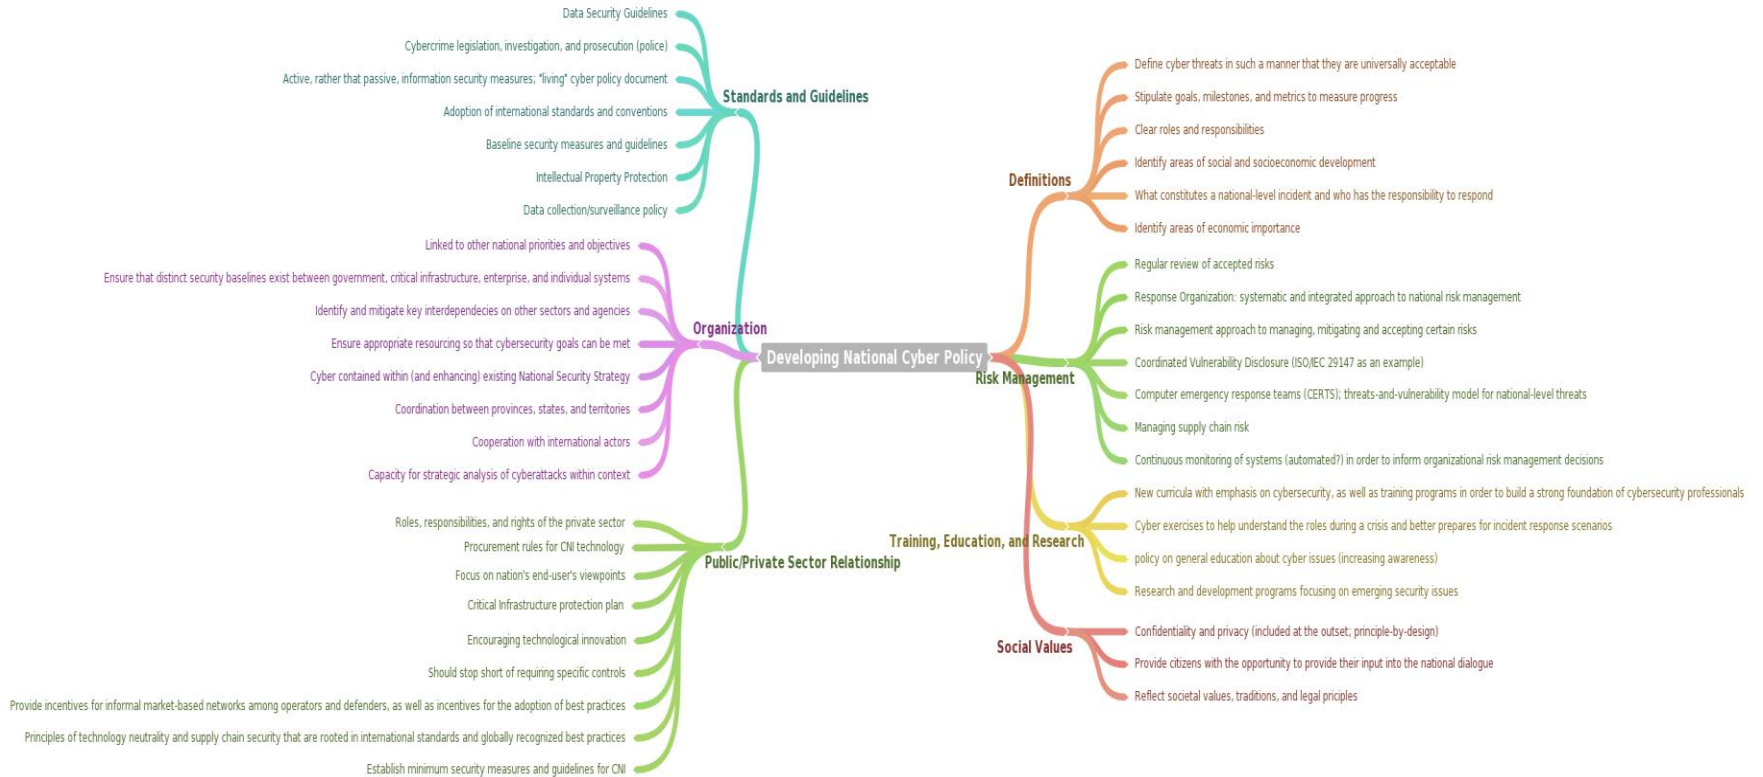 Developing National Cyber Policy
Standards and Guidelines
Data Security Guidelines
Cybercrime legislation, investigation, and prosecution (police)
Active, rather that passive, information security measures; "living" cyber policy document
Adoption of international standards and conventions
Baseline security measures and guidelines
Intellectual Property Protection
Data collection/surveillance policy
Organization
Linked to other national priorities and objectives
Ensure that distinct security baselines exist between government, critical infrastructure, enterprise, and individual systems
Identify and mitigate key interdependecies on other sectors and agencies
Ensure appropriate resourcing so that cybersecurity goals can be met
Cyber contained within (and enhancing) existing National Security Strategy
Coordination between provinces, states, and territories
Cooperation with international actors
Capacity for strategic analysis of cyberattacks within context
Public/Private Sector Relationship
Roles, responsibilities, and rights of the private sector
Procurement rules for CNI technology
Focus on nation's end-user's viewpoints
Critical Infrastructure protection plan
Encouraging technological innovation
Should stop short of requiring specific controls
Provide incentives for informal market-based networks among operators and defenders, as well as incentives for the adoption of best practices
Principles of technology neutrality and supply chain security that are rooted in international standards and globally recognized best practices
Establish minimum security measures and guidelines for CNI
Definitions
Define cyber threats in such a manner that they are universally acceptable
Stipulate goals, milestones, and metrics to measure progress
Clear roles and responsibilities
Identify areas of social and socioeconomic development
What constitutes a national-level incident and who has the responsibility to respond
Identify areas of economic importance
Risk Management
Regular review of accepted risks
Response Organization: systematic and integrated approach to national risk management
Risk management approach to managing, mitigating and accepting certain risks
Coordinated Vulnerability Disclosure (ISO/IEC 29147 as an example)
Computer emergency response teams (CERTS); threats-and-vulnerability model for national-level threats
Managing supply chain risk
Continuous monitoring of systems (automated?) in order to inform organizational risk management decisions
Training, Education, and Research
New curricula with emphasis on cybersecurity, as well as training programs in order to build a strong foundation of cybersecurity professionals
Cyber exercises to help understand the roles during a crisis and better prepares for incident response scenarios
policy on general education about cyber issues (increasing awareness)
Research and development programs focusing on emerging security issues
Social Values
Confidentiality and privacy (included at the outset; principle-by-design)
Provide citizens with the opportunity to provide their input into the national dialogue
Reflect societal values, traditions, and legal priciples